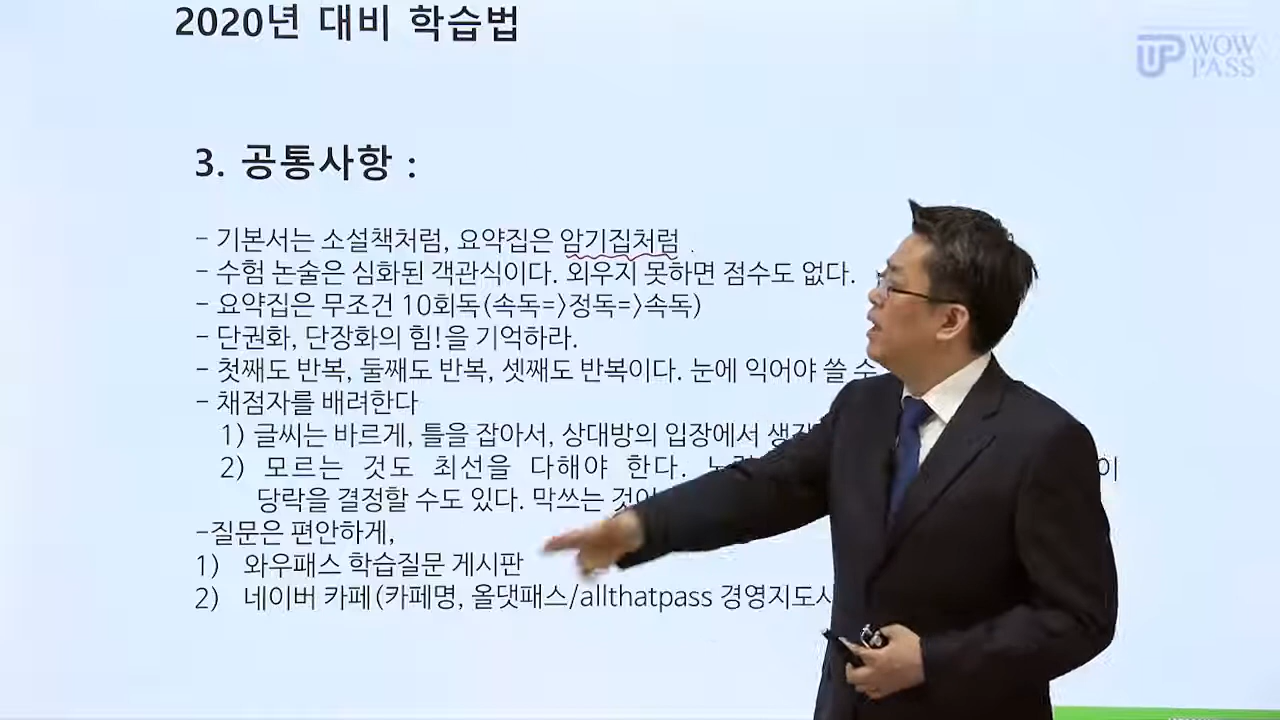 2020년 대비 학습법
WOW
PASS
3. 공통사항 :
- 기본서는 소설책처럼, 요약집은 암기집처럼 .
- 수험 논술은 심화된 객관식이다. 외우지 못하면 점수도 없다.
- 요약집은 무조건 10회독(속독=>정독=>속독)
- 단권화, 단장화의 힘!을 기억하라.
- 첫째도 반복, 둘째도 반복, 셋째도 반복이다. 눈에 익어야 쓸 수
- 채점자를 배려한다
1) 글씨는 바르게, 틀을 잡아서, 상대방의 입장에서
2) 모르는 것도 최선을 다해야 한다. 이
당락을 결정할 수도 있다. 막쓰는 것이
-질문은 편안하게,
1) 와우패스 학습질문 게시판
2) 네이버 카페(카페명, 올댓패스/allthatpass 경영지도사